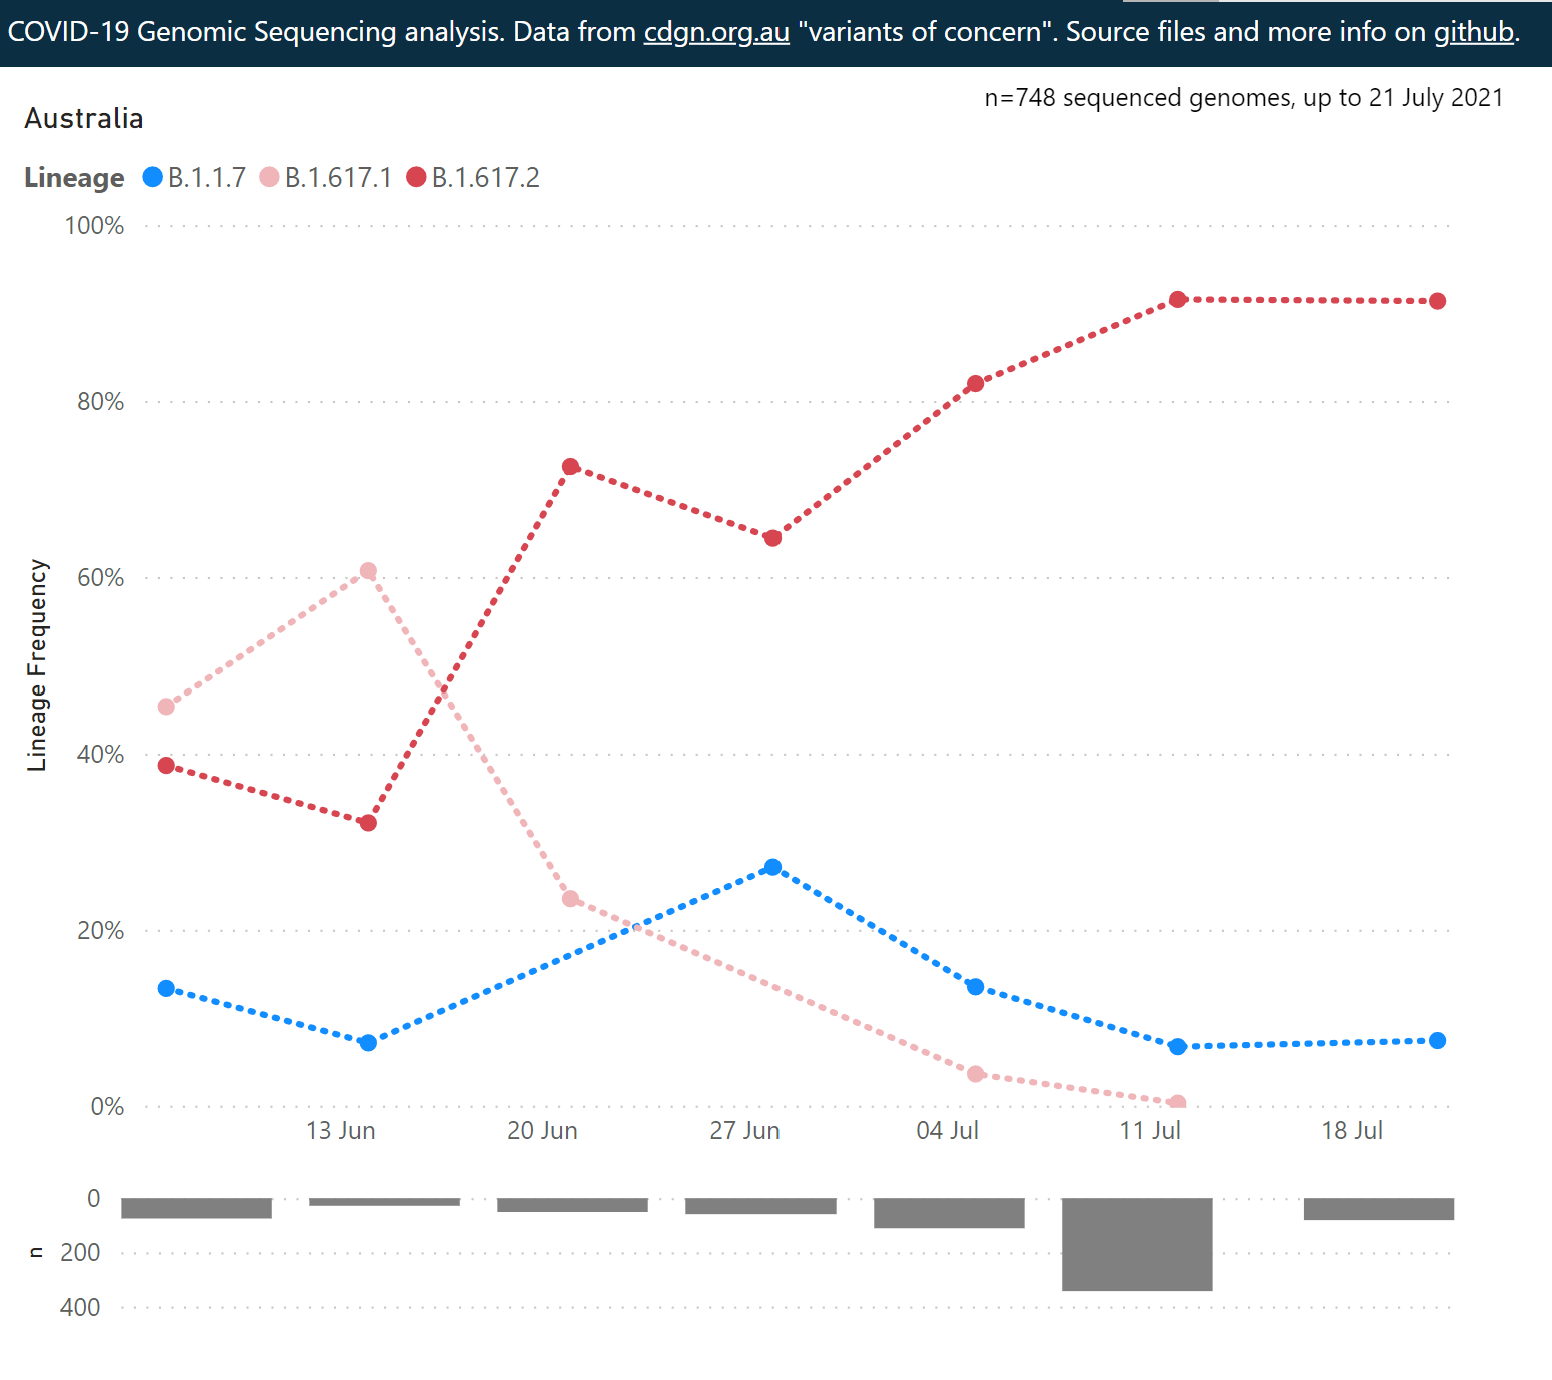 COVID-19 Genomic Sequencing analysis. Data from cdgn.org.au "variants of concern". Source files and more info on github.
n=748 sequenced genomes, up to 21 July 2021
Australia
Lineage B.1.1.7 B.1.617.1 B.1.617.2
100%
80%
60%
40%
20%
0%
Lineage Frequency
13 Jun 20 Jun 27 Jun 04 Jul 11 Jul 18 Jul
0
200
400
n